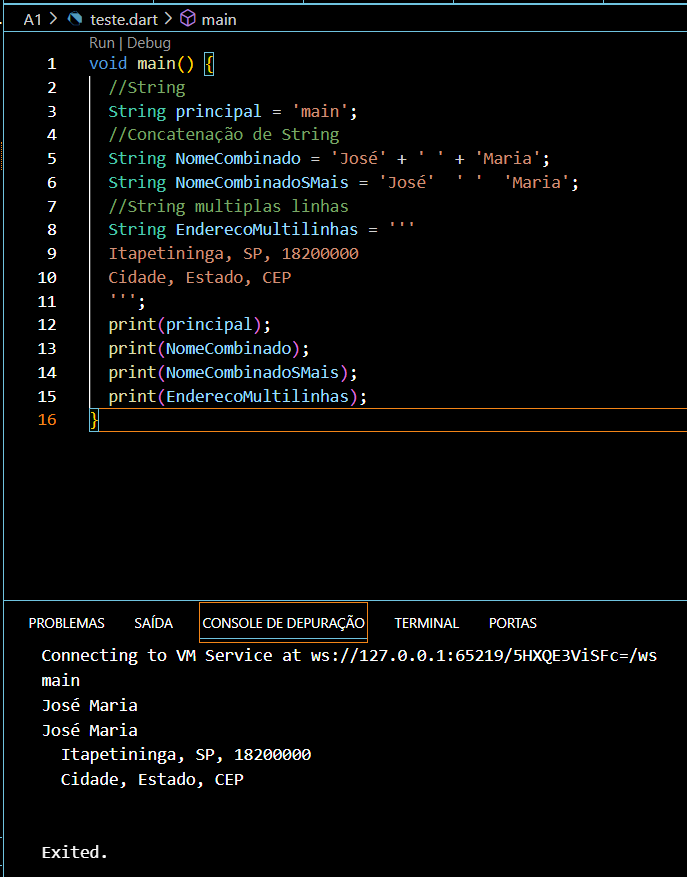 A1 > teste.dart > main
Run | Debug
1 void main() {
2 //String
3 String principal = 'main';
4 //Concatenação de String
5 String NomeCombinado = 'José' + ' ' + 'Maria';
6 String NomeCombinadoSMais = 'José'  ' '  'Maria';
7 //String multiplas linhas
8 String EnderecoMultilinhas = '''
9 Itapetininga, SP, 18200000
10 Cidade, Estado, CEP
11 ''';
12 print(principal);
13 print(NomeCombinado);
14 print(NomeCombinadoSMais);
15 print(EnderecoMultilinhas);
16 }
PROBLEMAS SAÍDA CONSOLE DE DEPURAÇÃO TERMINAL PORTAS
Connecting to VM Service at ws://127.0.0.1:65219/5HXQE3ViSFc=/ws
main
José Maria
José Maria
Itapetininga, SP, 18200000
Cidade, Estado, CEP
Exited.